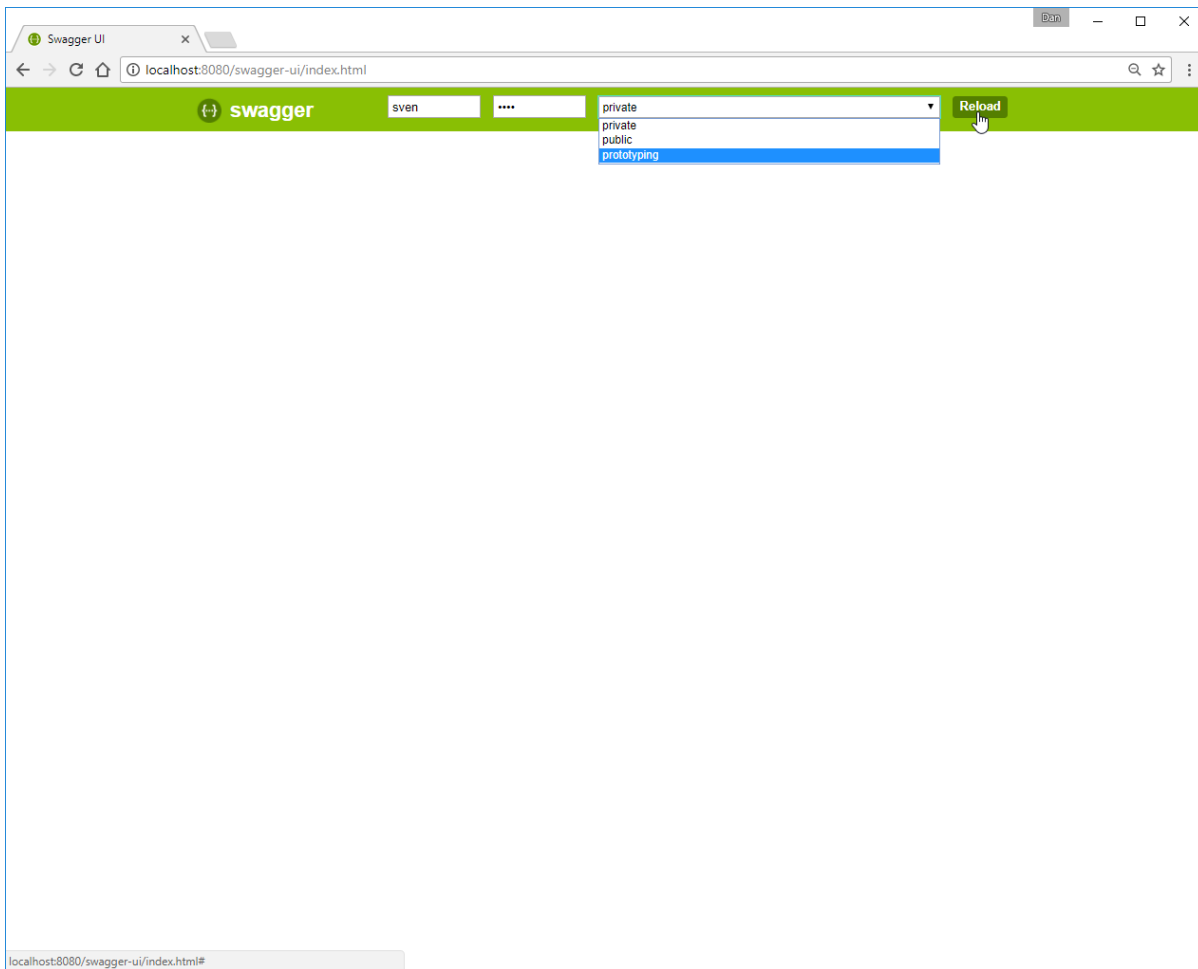 Dan
Swagger UI
localhost:8080/swagger-ui/index.html
swagger sven •••• private Reload
private
public
prototyping
localhost:8080/swagger-ui/index.html#